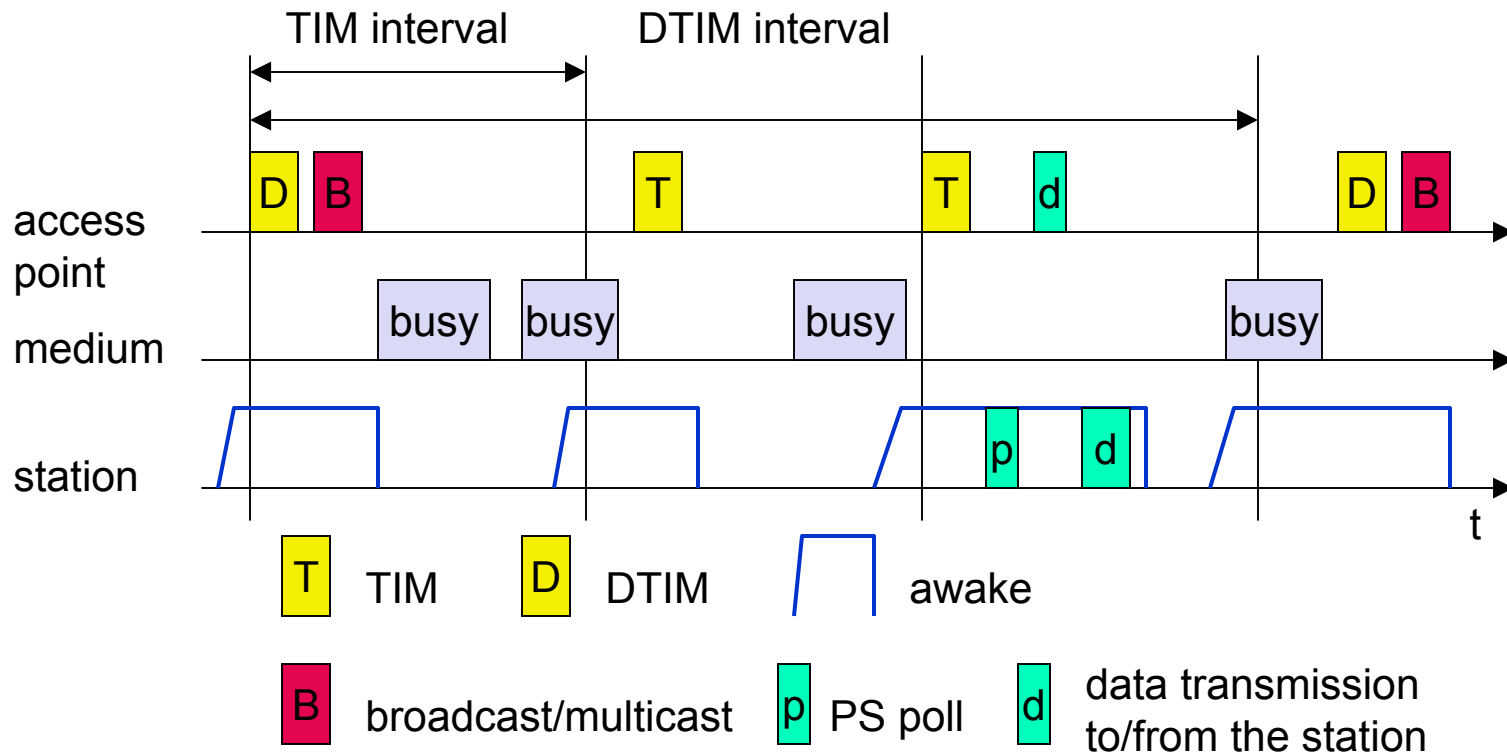 TIM interval DTIM interval
D B T T d D B
access
point
busy busy busy busy
medium
p d
station
t
T TIM D DTIM awake
B broadcast/multicast p PS poll d data transmission
to/from the station